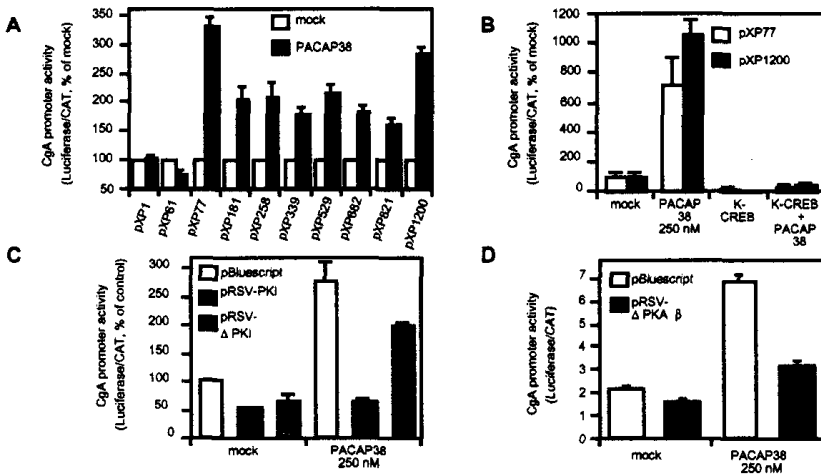 A
CgA promoter activity
(Luciferase/CAT, % of mock)
350
300
250
200
150
100
50
mock
PACAP38
pXP1
pXP61
pXP77
pXP181
pXP258
pXP339
pXP529
pXP682
pXP821
pXP1200
B
CgA promoter activity
(Luciferase/CAT, % of mock)
1200
1000
800
600
400
200
0
pXP77
pXP1200
mock
PACAP
38
250 nM
K-
CREB
K-CREB
+
PACAP
38
C
CgA promoter activity
(Luciferase/CAT, % of control)
300
250
200
150
100
50
0
pBluescript
pRSV-PKI
pRSV-
Δ PKI
mock
PACAP38
250 nM
D
CgA promoter activity
(Luciferase/CAT)
7
6
5
4
3
2
1
0
pBluescript
pRSV-
Δ PKA β
mock
PACAP38
250 nM